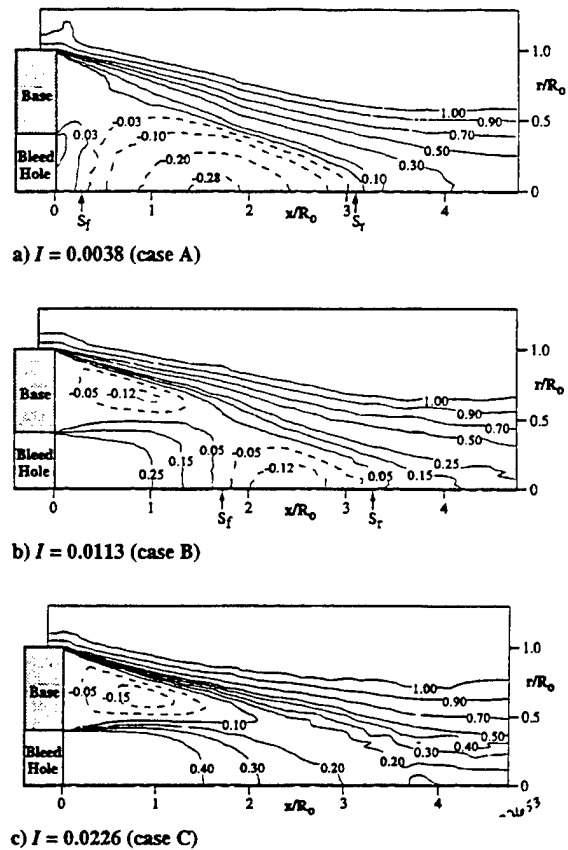 1.0
r/Rₒ
Base
1.00
0.90
0.5
0.70
0.50
Bleed
Hole
0.03
-0.03
-0.10
-0.20
-0.28
0.30
0.10
0
0 1 2 3 4
S_f x/Rₒ S_r
a) I = 0.0038 (case A)
1.0
r/Rₒ
Base
-0.05 -0.12
1.00
0.90
0.5
0.70
0.50
Bleed
Hole
0.25 0.15 0.05 -0.05
-0.12
0.05 0.15 0.25
0
0 1 2 3 4
S_f x/Rₒ S_r
b) I = 0.0113 (case B)
1.0
r/Rₒ
Base
-0.05 -0.15
1.00
0.90
0.70
0.5
0.10
0.50
0.40
0.30
Bleed
Hole
0.40 0.30 0.20 0.20
0
0 1 2 3 4
x/Rₒ
c) I = 0.0226 (case C)